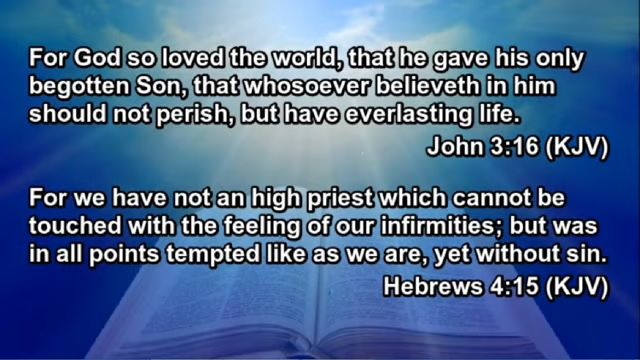 For God so loved the world, that he gave his only
begotten Son, that whosoever believeth in him
should not perish, but have everlasting life.
John 3:16 (KJV)
For we have not an high priest which cannot be
touched with the feeling of our infirmities; but was
in all points tempted like as we are, yet without sin.
Hebrews 4:15 (KJV)